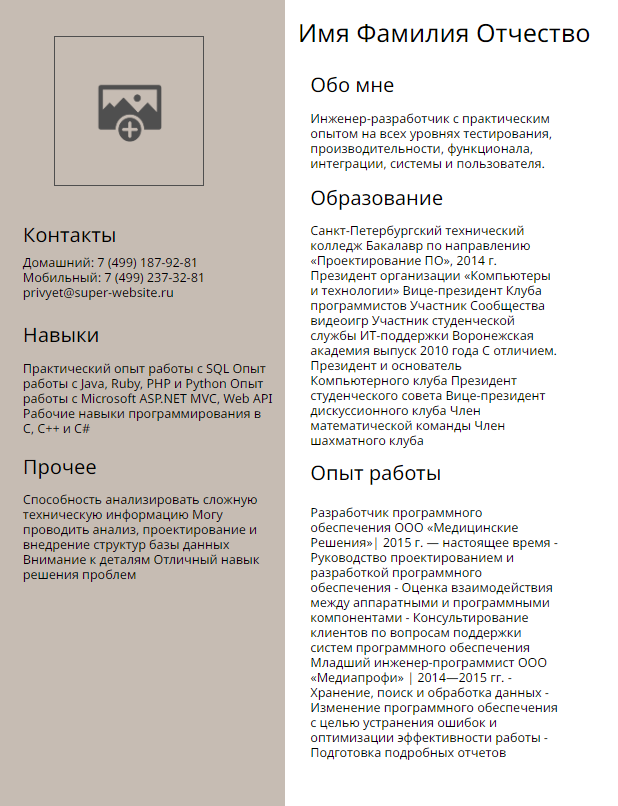 Имя Фамилия Отчество
Контакты
Домашний: 7 (499) 187-92-81
Мобильный: 7 (499) 237-32-81
privyet@super-website.ru
Навыки
Практический опыт работы с SQL Опыт
работы с Java, Ruby, PHP и Python Опыт
работы с Microsoft ASP.NET MVC, Web API
Рабочие навыки программирования в
C, C++ и C#
Прочее
Способность анализировать сложную
техническую информацию Могу
проводить анализ, проектирование и
внедрение структур базы данных
Внимание к деталям Отличный навык
решения проблем
Обо мне
Инженер-разработчик с практическим
опытом на всех уровнях тестирования,
производительности, функционала,
интеграции, системы и пользователя.
Образование
Санкт-Петербургский технический
колледж Бакалавр по направлению
«Проектирование ПО», 2014 г.
Президент организации «Компьютеры
и технологии» Вице-президент Клуба
программистов Участник Сообщества
видеоигр Участник студенческой
службы ИТ-поддержки Воронежская
академия выпуск 2010 года С отличием.
Президент и основатель
Компьютерного клуба Президент
студенческого совета Вице-президент
дискуссионного клуба Член
математической команды Член
шахматного клуба
Опыт работы
Разработчик программного
обеспечения ООО «Медицинские
Решения»| 2015 г. — настоящее время -
Руководство проектированием и
разработкой программного
обеспечения - Оценка взаимодействия
между аппаратными и программными
компонентами - Консультирование
клиентов по вопросам поддержки
систем программного обеспечения
Младший инженер-программист ООО
«Медиапрофи» | 2014—2015 гг. -
Хранение, поиск и обработка данных -
Изменение программного обеспечения
с целью устранения ошибок и
оптимизации эффективности работы -
Подготовка подробных отчетов